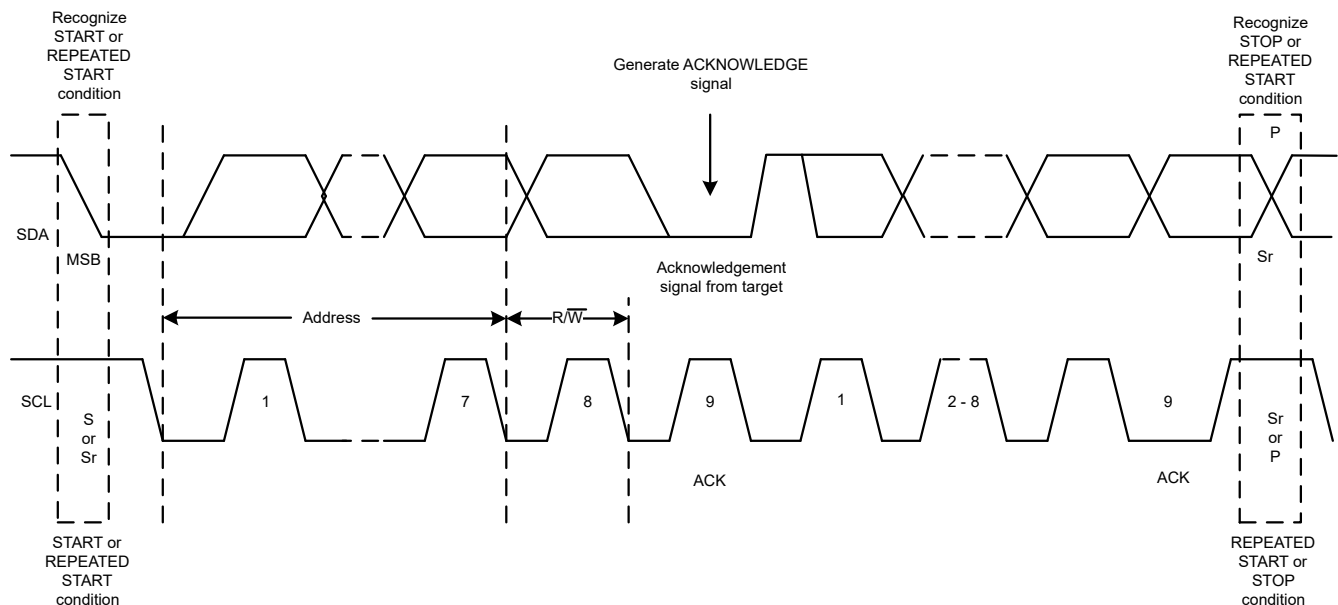 Recognize
START or
REPEATED
START
condition
Recognize
STOP or
REPEATED
START
condition
Generate ACKNOWLEDGE
signal
P
SDA
MSB
Acknowledgement
signal from target
Sr
Address
R/W̅
SCL
S
or
Sr
1
7
8
9
1
2 - 8
9
Sr
or
P
ACK
ACK
START or
REPEATED
START
condition
REPEATED
START or
STOP
condition